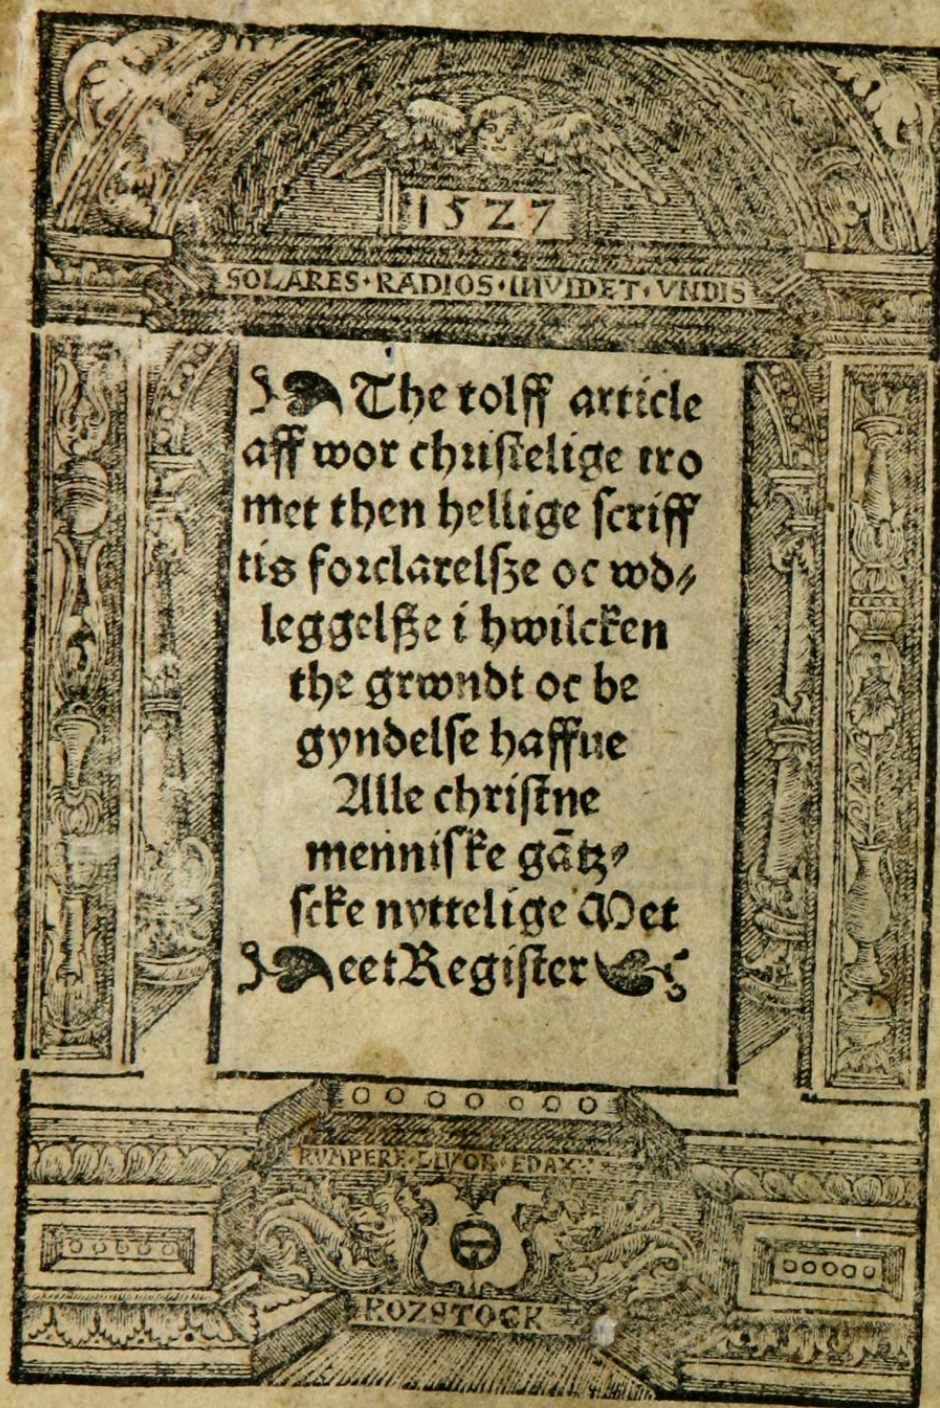 1527
SOLARES·RADIOS·INVIDET·VNDIS
The tolff article
aff wor christelige tro
met then hellige scriff
tis forclarelsze oc wd⸗
leggelsze i hwilcken
the grwndt oc be
gyndelse haffue
Alle christne
menniske gātz⸗
scke nyttelige Met
eet Register
RVMPERE·LIVOR·EDAX
ROZSTOCK